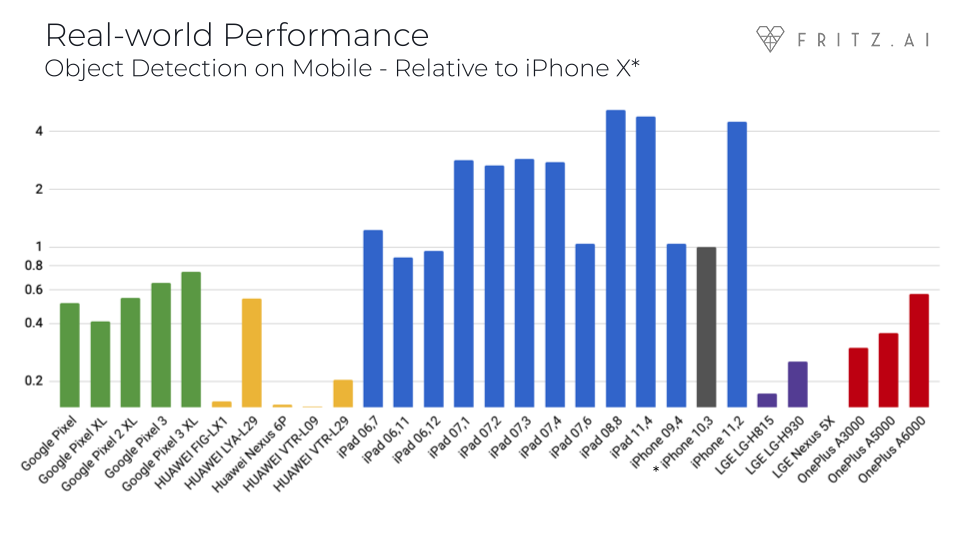 Real-world Performance
Object Detection on Mobile - Relative to iPhone X*
FRITZ.AI
4
2
1
0.8
0.6
0.4
0.2
Google Pixel
Google Pixel XL
Google Pixel 2 XL
Google Pixel 3
Google Pixel 3 XL
HUAWEI FIG-LX1
HUAWEI LYA-L29
Huawei Nexus 6P
HUAWEI VTR-L09
HUAWEI VTR-L29
iPad 06,7
iPad 06,11
iPad 06,12
iPad 07,1
iPad 07,2
iPad 07,3
iPad 07,4
iPad 07,6
iPad 08,8
iPad 11,4
iPhone 09,4
* iPhone 10,3
iPhone 11,2
LGE LG-H815
LGE LG-H930
LGE Nexus 5X
OnePlus A3000
OnePlus A5000
OnePlus A6000